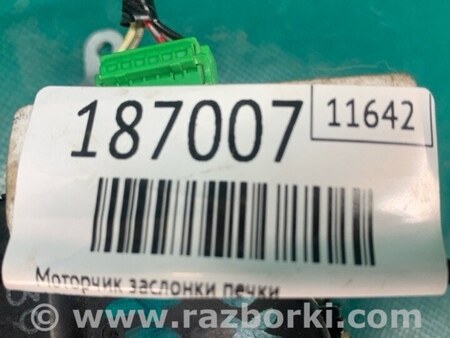 187007
11642
Моторчик заслонки печки
www.razborki.com